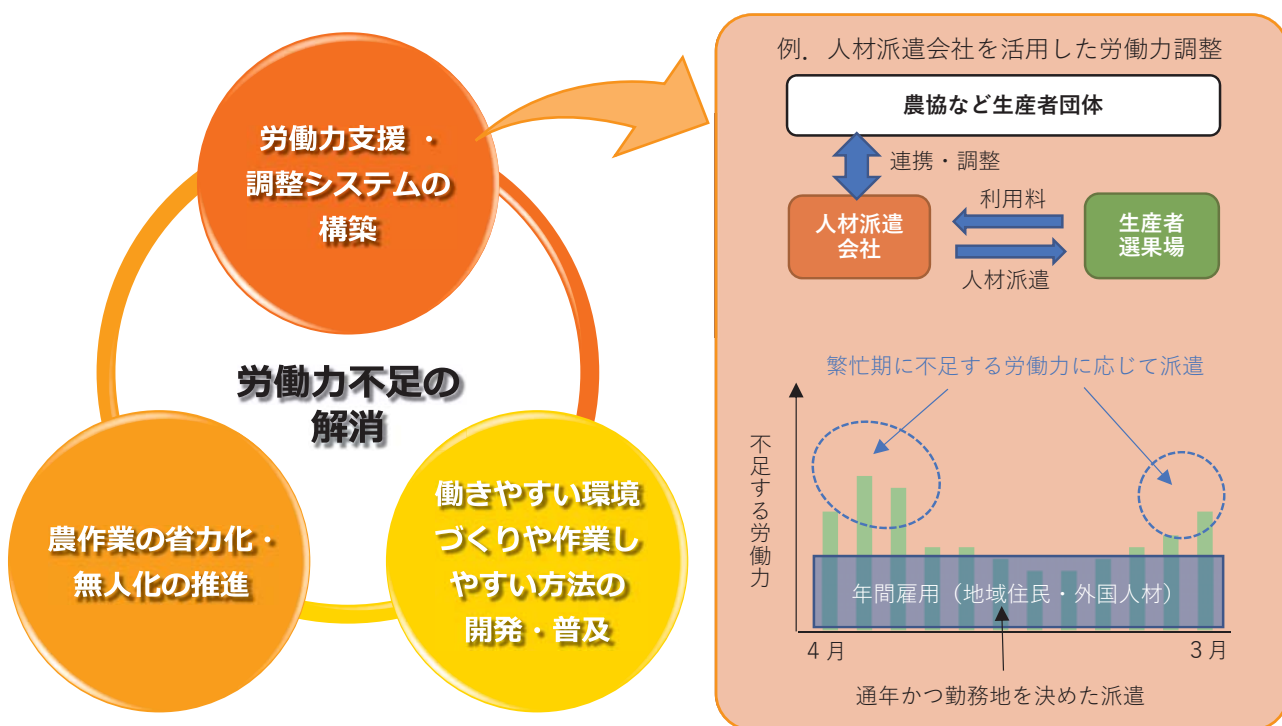 労働力支援 ・
調整システムの
構築
労働力不足の
解消
農作業の省力化・
無人化の推進
働きやすい環境
づくりや作業し
やすい方法の
開発・普及
例．人材派遣会社を活用した労働力調整
農協など生産者団体
連携・調整
人材派遣
会社
利用料
人材派遣
生産者
選果場
繁忙期に不足する労働力に応じて派遣
不足する労働力
年間雇用（地域住民・外国人材）
4 月
3 月
通年かつ勤務地を決めた派遣